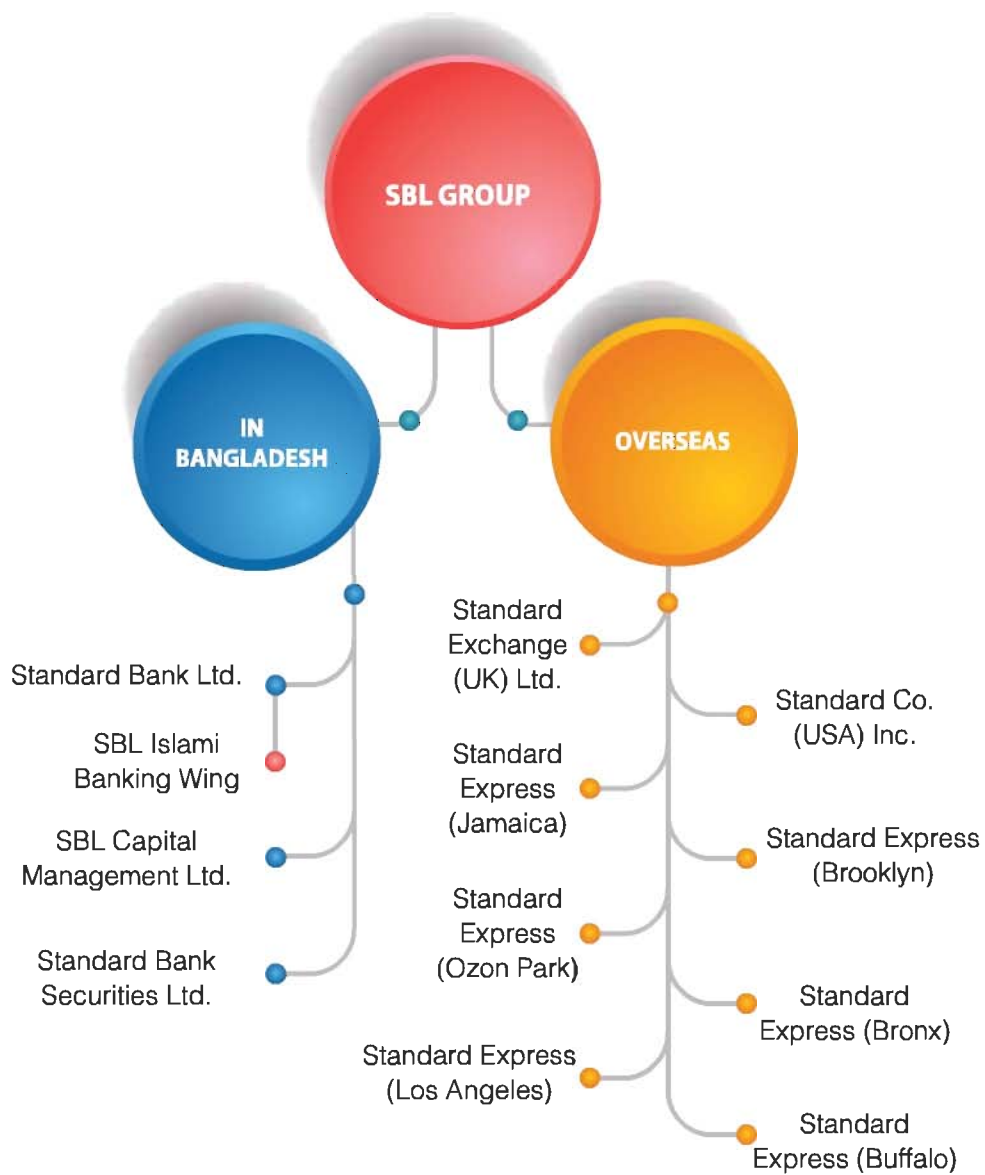 SBL GROUP
IN
BANGLADESH
OVERSEAS
Standard Bank Ltd.
SBL Islami
Banking Wing
SBL Capital
Management Ltd.
Standard Bank
Securities Ltd.
Standard
Exchange
(UK) Ltd.
Standard Co.
(USA) Inc.
Standard
Express
(Jamaica)
Standard Express
(Brooklyn)
Standard
Express
(Ozon Park)
Standard
Express (Bronx)
Standard Express
(Los Angeles)
Standard
Express (Buffalo)